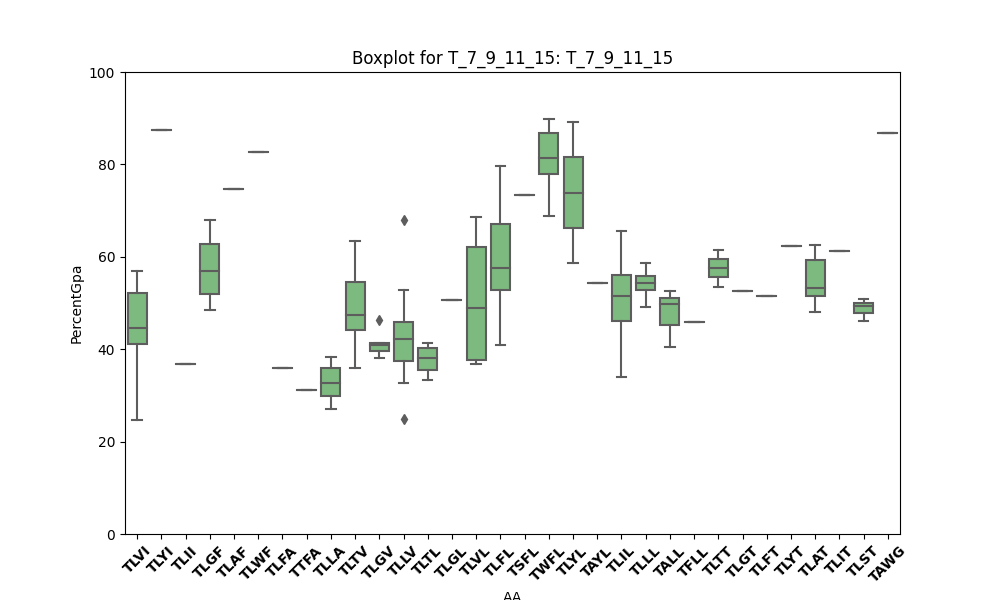 Boxplot for T_7_9_11_15: T_7_9_11_15
100
80
60
40
20
0
PercentGpa
TLVI TLYI TLII TLGF TLAF TLWF TLFA TTFA TLLA TLTV TLGV TLLV TLTL TLGL TLVL TLFL TSFL TWFL TLYL TAYL TLIL TLLL TALL TFLL TLTT TLGT TLFT TLYT TLAT TLIT TLST TAWG
AA